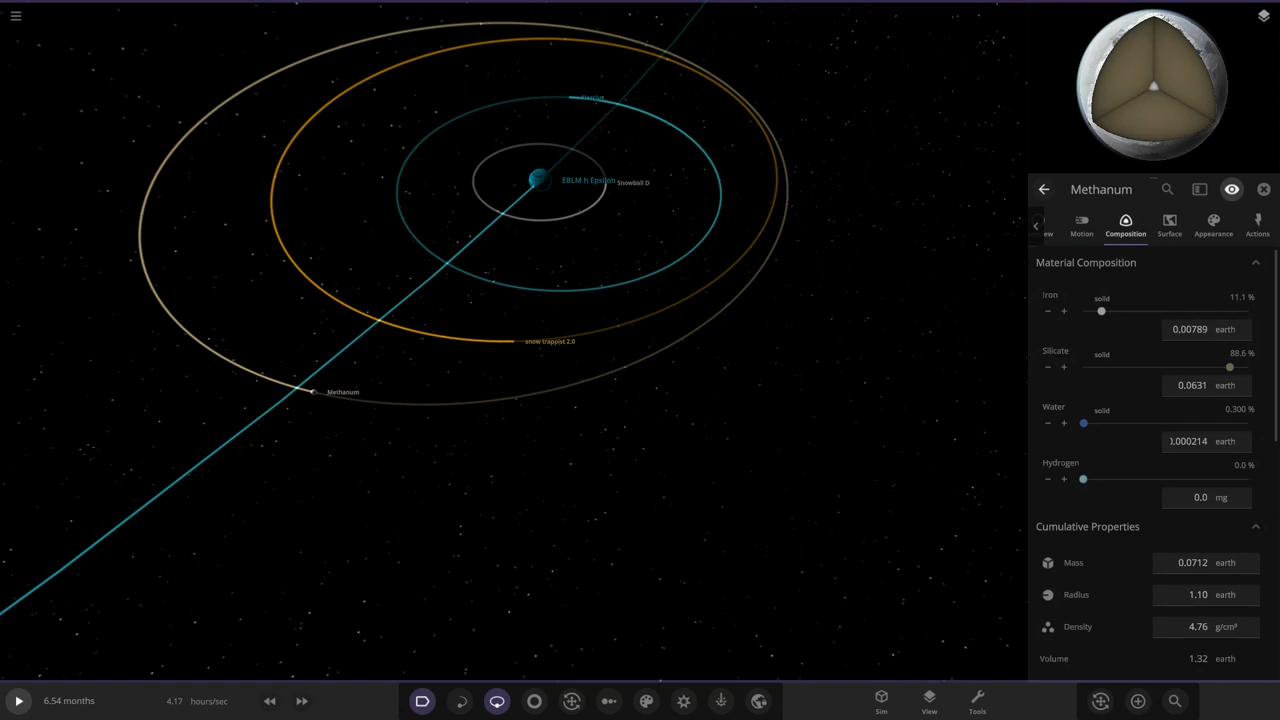 Methanum
ew
Motion
Composition
Surface
Appearance
Actions
Material Composition
Iron
solid
11.1 %
0.00789 earth
Silicate
solid
88.6 %
0.0631 earth
Water
solid
0.300 %
.000214 earth
Hydrogen
0.0 %
0.0 mg
Cumulative Properties
Mass
0.0712 earth
Radius
1.10 earth
Density
4.76 g/cm³
Volume
1.32 earth
EBLM h Epsilon
Snowball D
snow trappist 2.0
Methanum
6.54 months
4.17 hours/sec
Sim
View
Tools